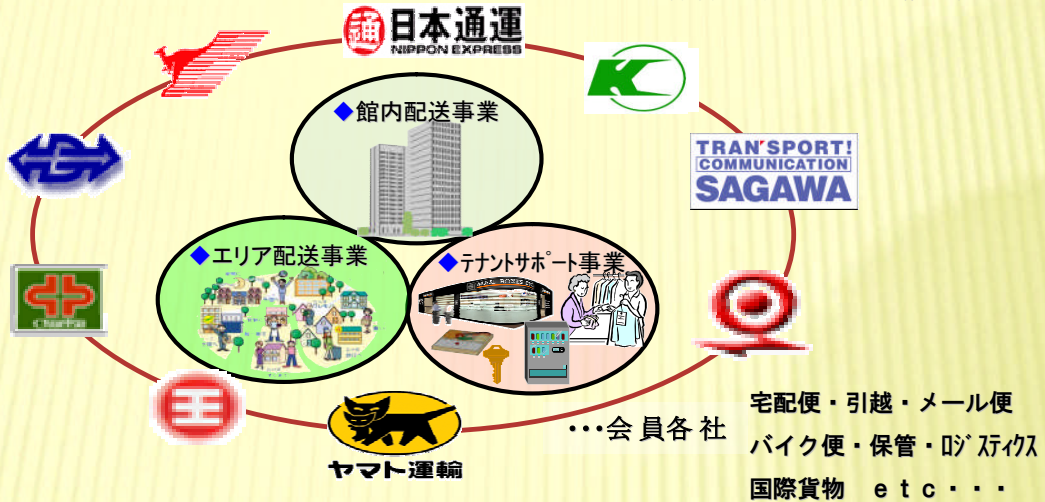 通 日本通運
NIPPON EXPRESS
◆館内配送事業
TRAN'SPORT!
COMMUNICATION
SAGAWA
◆エリア配送事業
◆テナントサポート事業
ヤマト運輸
・・・会員各社
宅配便・引越・メール便
バイク便・保管・ロジスティクス
国際貨物 etc・・・